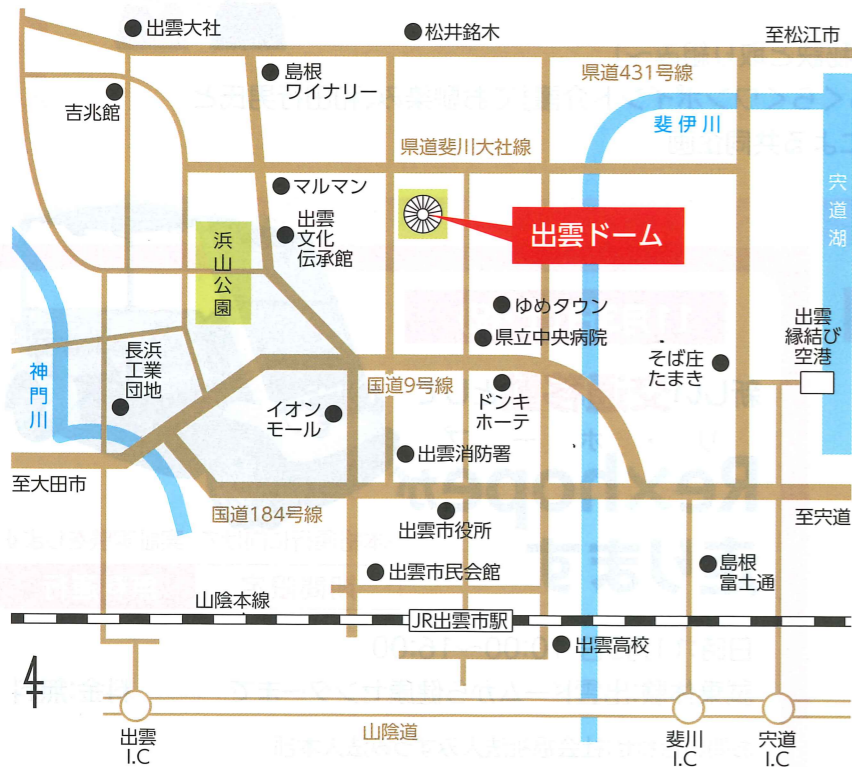 出雲大社
松井銘木
至松江市
島根
ワイナリー
県道431号線
吉兆館
斐伊川
県道斐川大社線
宍道湖
マルマン
出雲
文化
伝承館
浜山公園
出雲ドーム
ゆめタウン
県立中央病院
出雲
縁結び
空港
そば庄
たまき
長浜
工業
団地
神門川
国道9号線
ドンキ
ホーテ
イオン
モール
出雲消防署
至大田市
国道184号線
至宍道
出雲市役所
島根
富士通
出雲市民会館
山陰本線
JR出雲市駅
出雲高校
4
山陰道
出雲
I.C
斐川
I.C
宍道
I.C